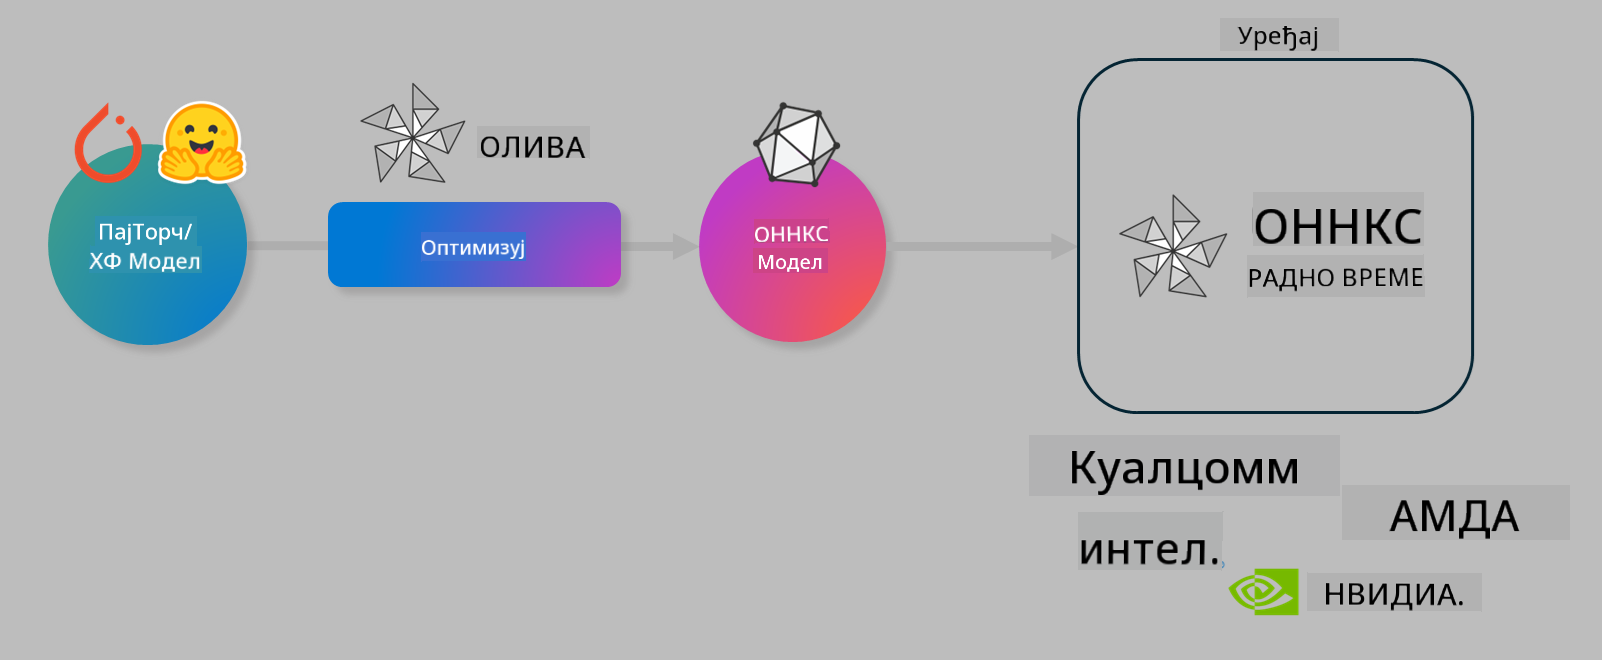 Уређај
ОЛИВА
ПајТорч/
ХФ Модел
Оптимизуј
ОННКС
Модел
ОННКС
РАДНО ВРЕМЕ
Куалцомм
АМДА
интел.
НВИДИА.